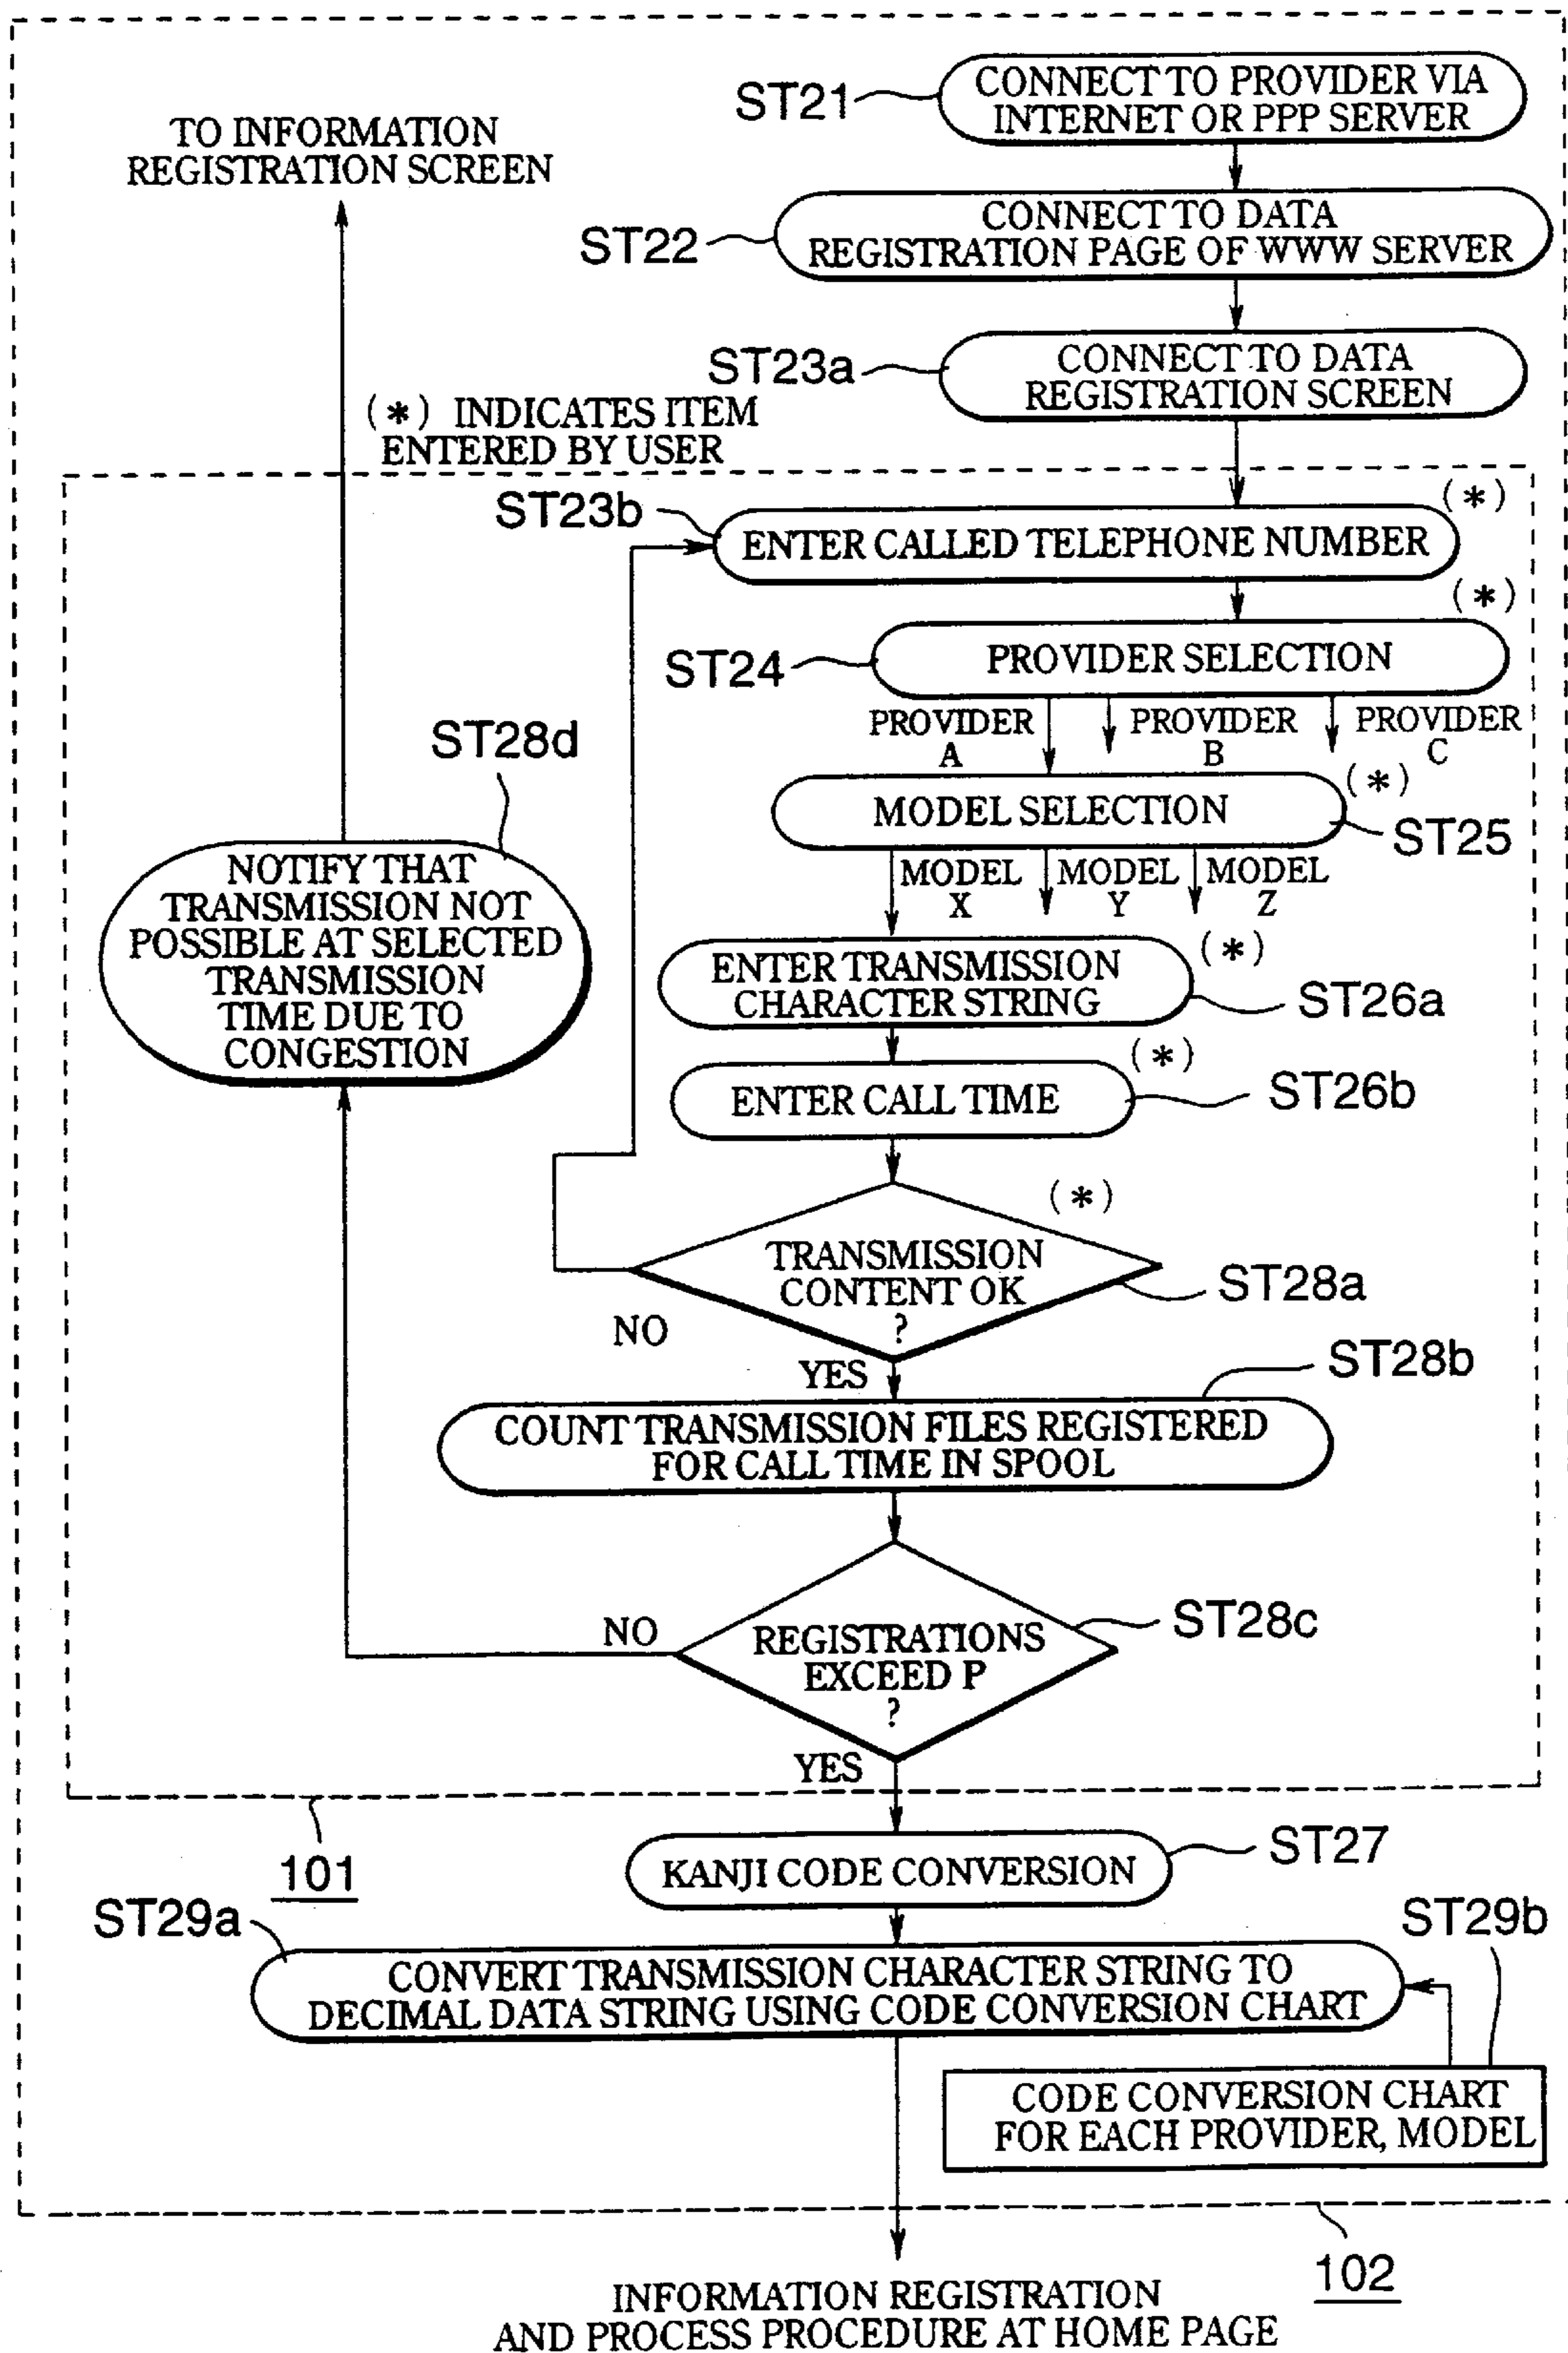 ST21
CONNECT TO PROVIDER VIA
INTERNET OR PPP SERVER
TO INFORMATION
REGISTRATION SCREEN
ST22
CONNECT TO DATA
REGISTRATION PAGE OF WWW SERVER
ST23a
CONNECT TO DATA
REGISTRATION SCREEN
(*) INDICATES ITEM
ENTERED BY USER
ST23b
(*)
ENTER CALLED TELEPHONE NUMBER
(*)
ST24
PROVIDER SELECTION
PROVIDER
A
PROVIDER
B
PROVIDER
C
(*)
MODEL SELECTION
ST25
MODEL
X
MODEL
Y
MODEL
Z
ST28d
NOTIFY THAT
TRANSMISSION NOT
POSSIBLE AT SELECTED
TRANSMISSION
TIME DUE TO
CONGESTION
(*)
ENTER TRANSMISSION
CHARACTER STRING
ST26a
(*)
ENTER CALL TIME
ST26b
(*)
TRANSMISSION
CONTENT OK
?
ST28a
NO
YES
ST28b
COUNT TRANSMISSION FILES REGISTERED
FOR CALL TIME IN SPOOL
NO
REGISTRATIONS
EXCEED P
?
ST28c
YES
101
KANJI CODE CONVERSION
ST27
ST29a
CONVERT TRANSMISSION CHARACTER STRING TO
DECIMAL DATA STRING USING CODE CONVERSION CHART
ST29b
CODE CONVERSION CHART
FOR EACH PROVIDER, MODEL
102
INFORMATION REGISTRATION
AND PROCESS PROCEDURE AT HOME PAGE